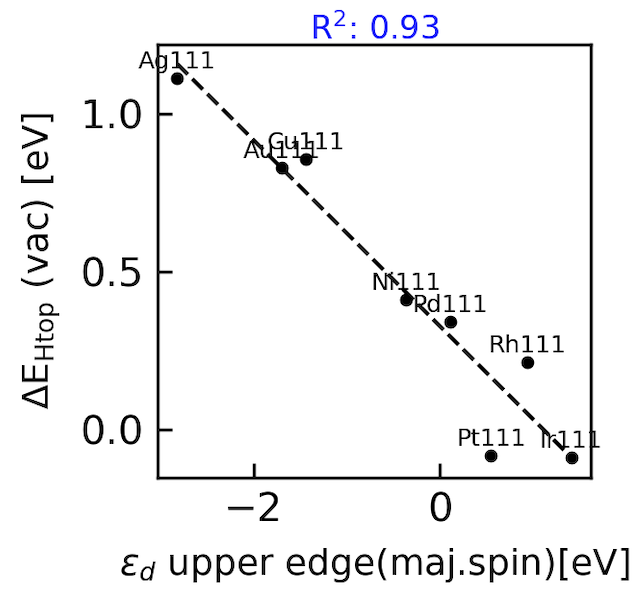 R²: 0.93
Ag111
Cu111
Au111
Ni111
Pd111
Rh111
Pt111
Ir111
1.0
0.5
0.0
−2
0
ΔE_Htop (vac) [eV]
ε_d upper edge(maj.spin)[eV]